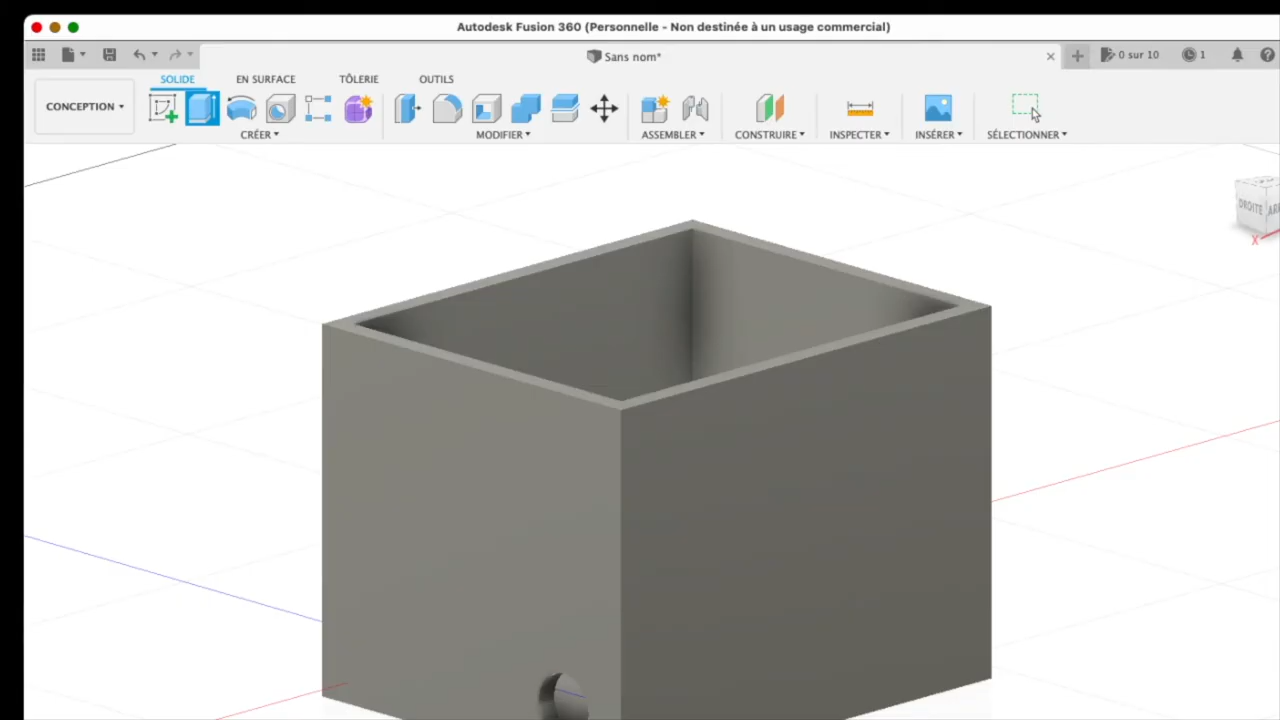 Autodesk Fusion 360 (Personnelle - Non destinée à un usage commercial)
Sans nom*
0 sur 10
1
SOLIDE
EN SURFACE
TÔLERIE
OUTILS
CONCEPTION
CRÉER
MODIFIER
ASSEMBLER
CONSTRUIRE
INSPECTER
INSÉRER
SÉLECTIONNER
DROITE
X